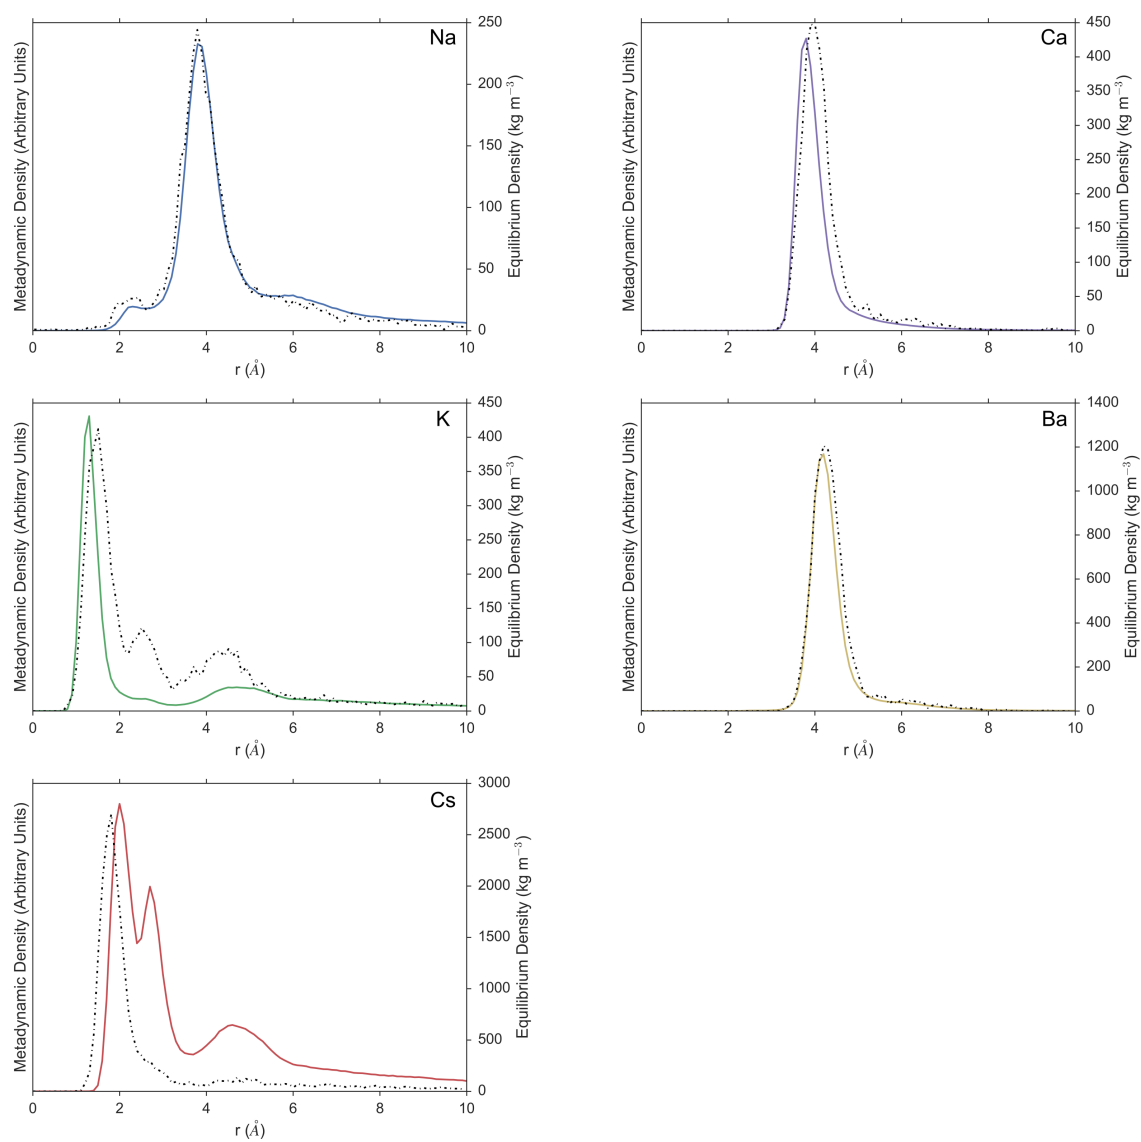 Na
Metadynamic Density (Arbitrary Units)
0 50 100 150 200 250
Equilibrium Density (kg m⁻³)
0 2 4 6 8 10
r (Å)
Ca
Metadynamic Density (Arbitrary Units)
0 50 100 150 200 250 300 350 400 450
Equilibrium Density (kg m⁻³)
0 2 4 6 8 10
r (Å)
K
Metadynamic Density (Arbitrary Units)
0 50 100 150 200 250 300 350 400 450
Equilibrium Density (kg m⁻³)
0 2 4 6 8 10
r (Å)
Ba
Metadynamic Density (Arbitrary Units)
0 200 400 600 800 1000 1200 1400
Equilibrium Density (kg m⁻³)
0 2 4 6 8 10
r (Å)
Cs
Metadynamic Density (Arbitrary Units)
0 500 1000 1500 2000 2500 3000
Equilibrium Density (kg m⁻³)
0 2 4 6 8 10
r (Å)